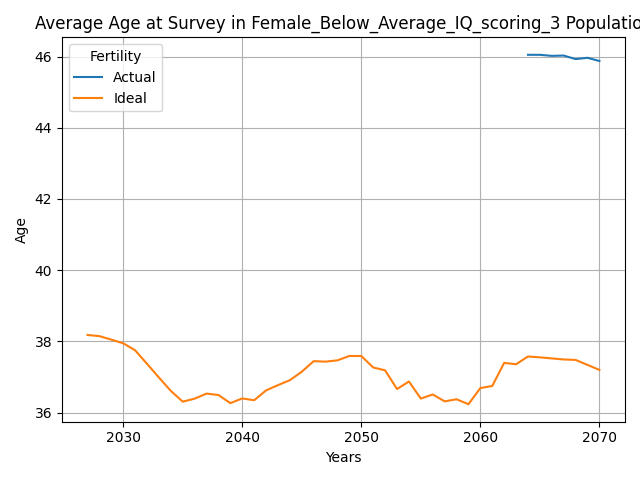 Average Age at Survey in Female_Below_Average_IQ_scoring_3 Populatio
Fertility
Actual
Ideal
46
44
42
40
38
36
Age
2030 2040 2050 2060 2070
Years